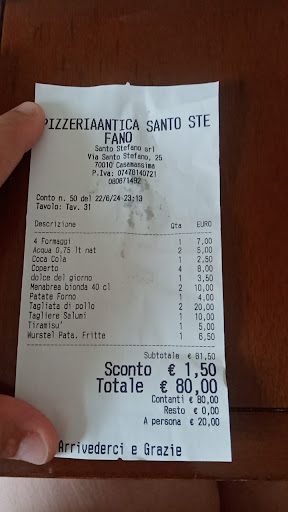 PIZZERIAANTICA SANTO STE
FANO
Santo Stefano srl
Via Santo Stefano, 25
70010 Casamassima
P.Iva: 07478140721
080671492
Conto n. 50 del 22/6/24-23:13
Tavolo: Tav. 31
Descrizione Qta EURO
4 Formaggi 1 7,00
Acqua 0,75 lt nat 2 5,00
Coca Cola 1 2,50
Coperto 4 8,00
dolce del giorno 1 3,50
Menabrea bionda 40 cl 2 10,00
Patate Forno 1 4,00
Tagliata di pollo 2 20,00
Tagliere Salumi 1 10,00
Tiramisu' 1 5,00
Wurstel Pata. Fritte 1 6,50
Subtotale € 81,50
Sconto € 1,50
Totale € 80,00
Contanti € 80,00
Resto € 0,00
A persona € 20,00
Arrivederci e Grazie